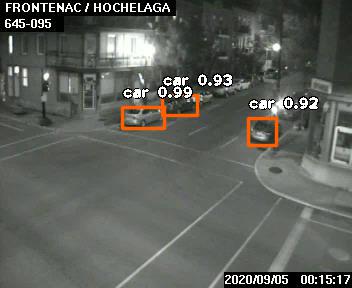 FRONTENAC / HOCHELAGA
645-095
car 0.93
car 0.99
car 0.92
2020/09/05 00:15:17